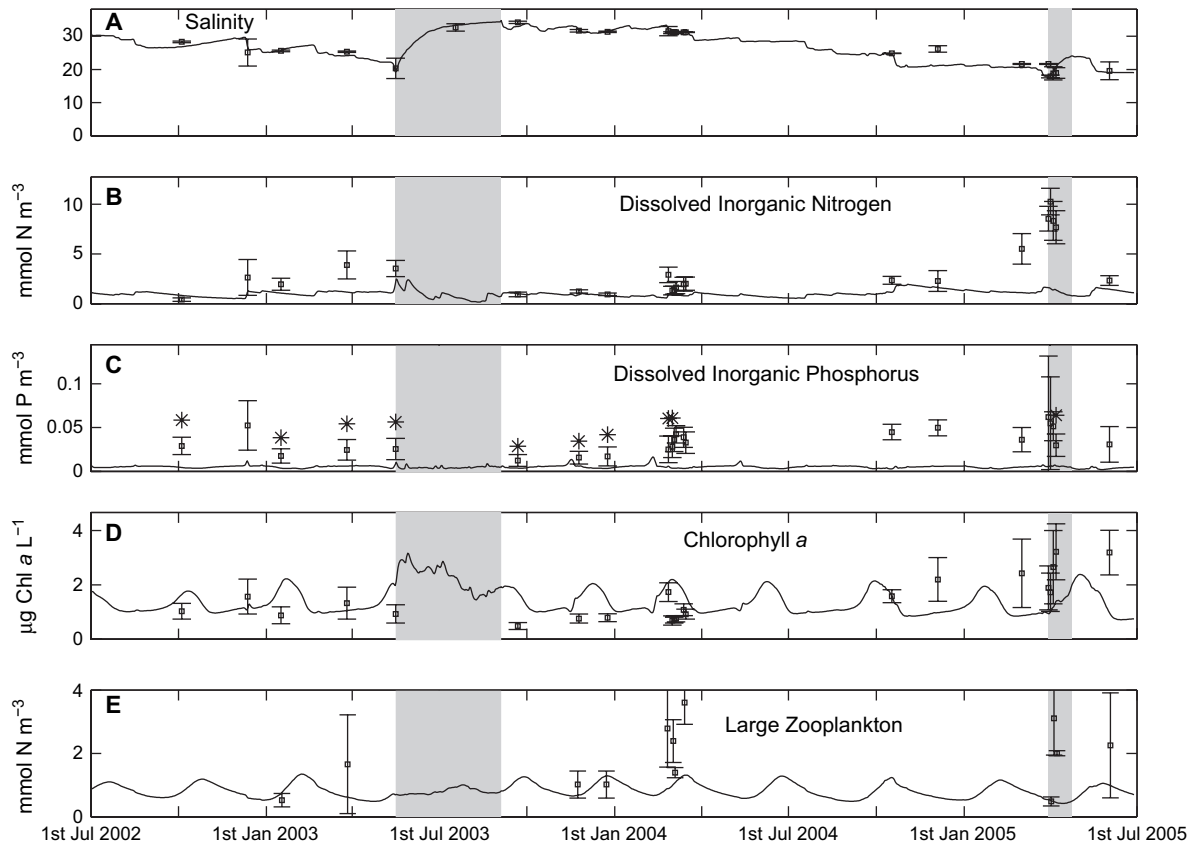 A
Salinity
30
20
10
0
B
Dissolved Inorganic Nitrogen
mmol N m⁻³
10
5
0
C
Dissolved Inorganic Phosphorus
mmol P m⁻³
0.1
0.05
0
D
Chlorophyll a
µg Chl a L⁻¹
4
2
0
E
Large Zooplankton
mmol N m⁻³
4
2
0
1st Jul 2002 1st Jan 2003 1st Jul 2003 1st Jan 2004 1st Jul 2004 1st Jan 2005 1st Jul 2005